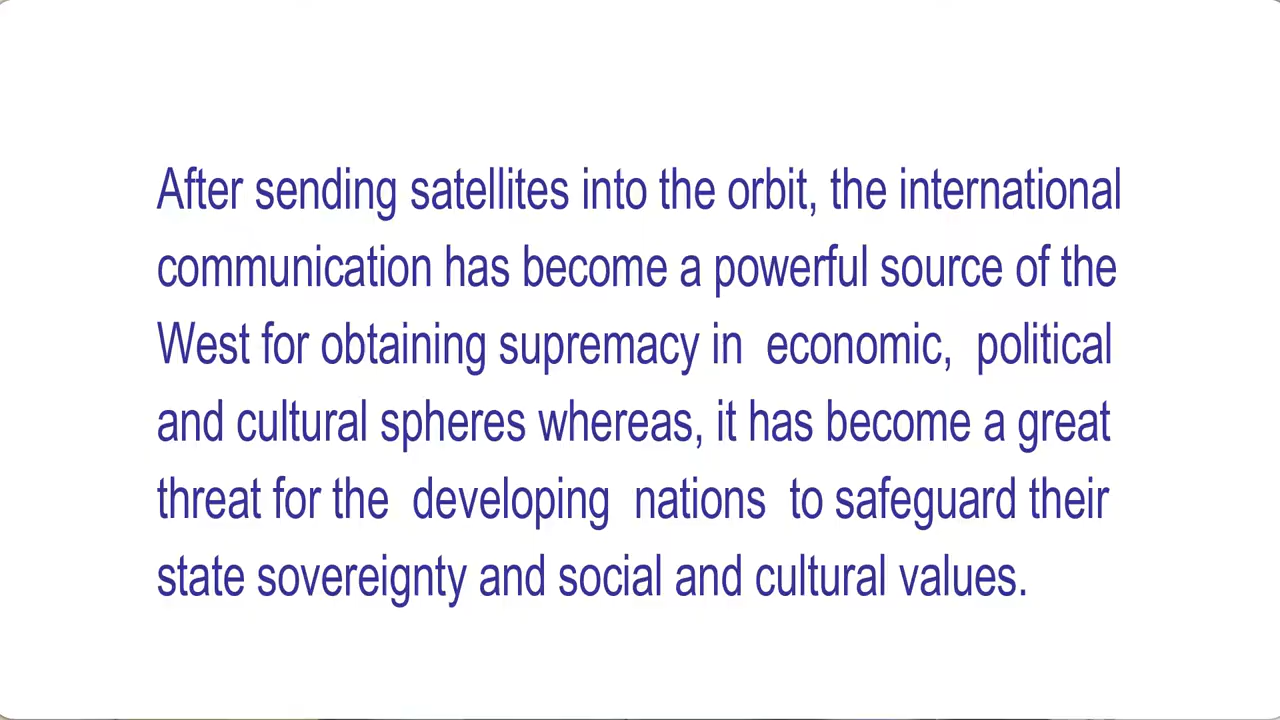 After sending satellites into the orbit, the international
communication has become a powerful source of the
West for obtaining supremacy in economic, political
and cultural spheres whereas, it has become a great
threat for the developing nations to safeguard their
state sovereignty and social and cultural values.